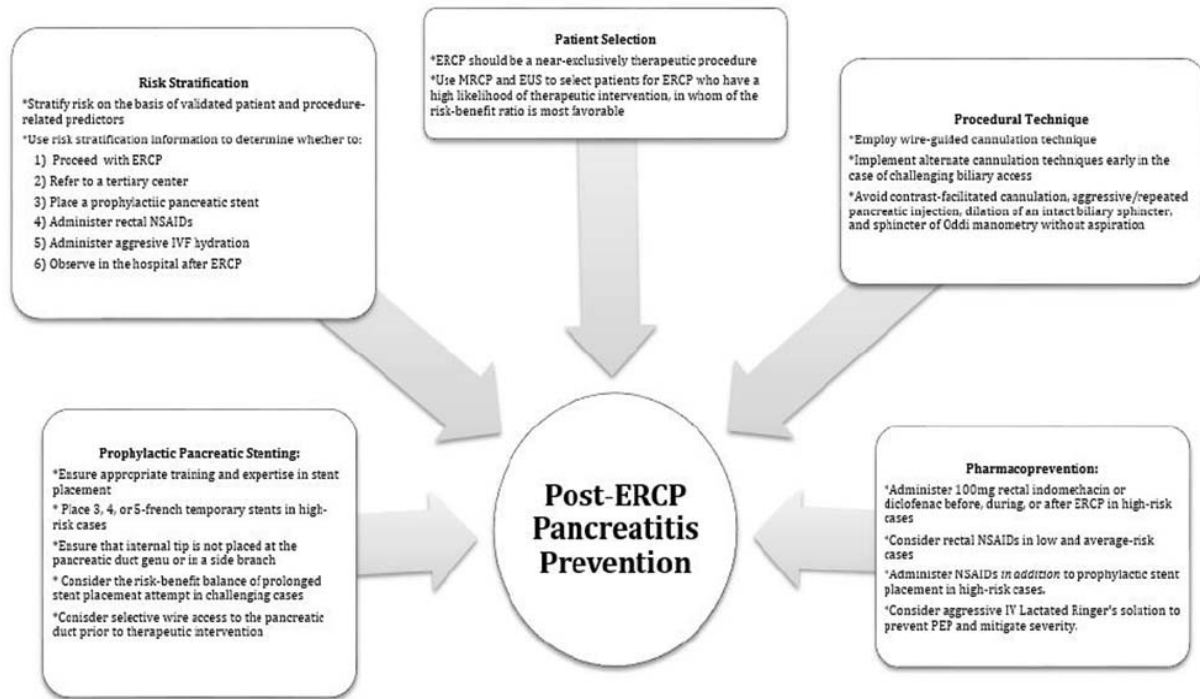 Risk Stratification
*Stratify risk on the basis of validated patient and procedure-
related predictors
*Use risk stratification information to determine whether to:
1) Proceed with ERCP
2) Refer to a tertiary center
3) Place a prophylactiic pancreatic stent
4) Administer rectal NSAIDs
5) Administer aggresive IVF hydration
6) Observe in the hospital after ERCP
Patient Selection
*ERCP should be a near-exclusively therapeutic procedure
*Use MRCP and EUS to select patients for ERCP who have a
high likelihood of therapeutic intervention, in whom of the
risk-benefit ratio is most favorable
Procedural Technique
*Employ wire-guided cannulation technique
*Implement alternate cannulation techniques early in the
case of challenging biliary access
*Avoid contrast-facilitated cannulation, aggressive/repeated
pancreatic injection, dilation of an intact biliary sphincter,
and sphincter of Oddi manometry without aspiration
Prophylactic Pancreatic Stenting:
*Ensure appropriate training and expertise in stent
placement
* Place 3, 4, or 5-french temporary stents in high-
risk cases
*Ensure that internal tip is not placed at the
pancreatic duct genu or in a side branch
* Consider the risk-benefit balance of prolonged
stent placement attempt in challenging cases
*Conisder selective wire access to the pancreatic
duct prior to therapeutic intervention
Post-ERCP
Pancreatitis
Prevention
Pharmacoprevention:
*Administer 100mg rectal indomethacin or
diclofenac before, during, or after ERCP in high-risk
cases
*Consider rectal NSAIDs in low and average-risk
cases
*Administer NSAIDs in addition to prophylactic stent
placement in high-risk cases.
*Consider aggressive IV Lactated Ringer's solution to
prevent PEP and mitigate severity.